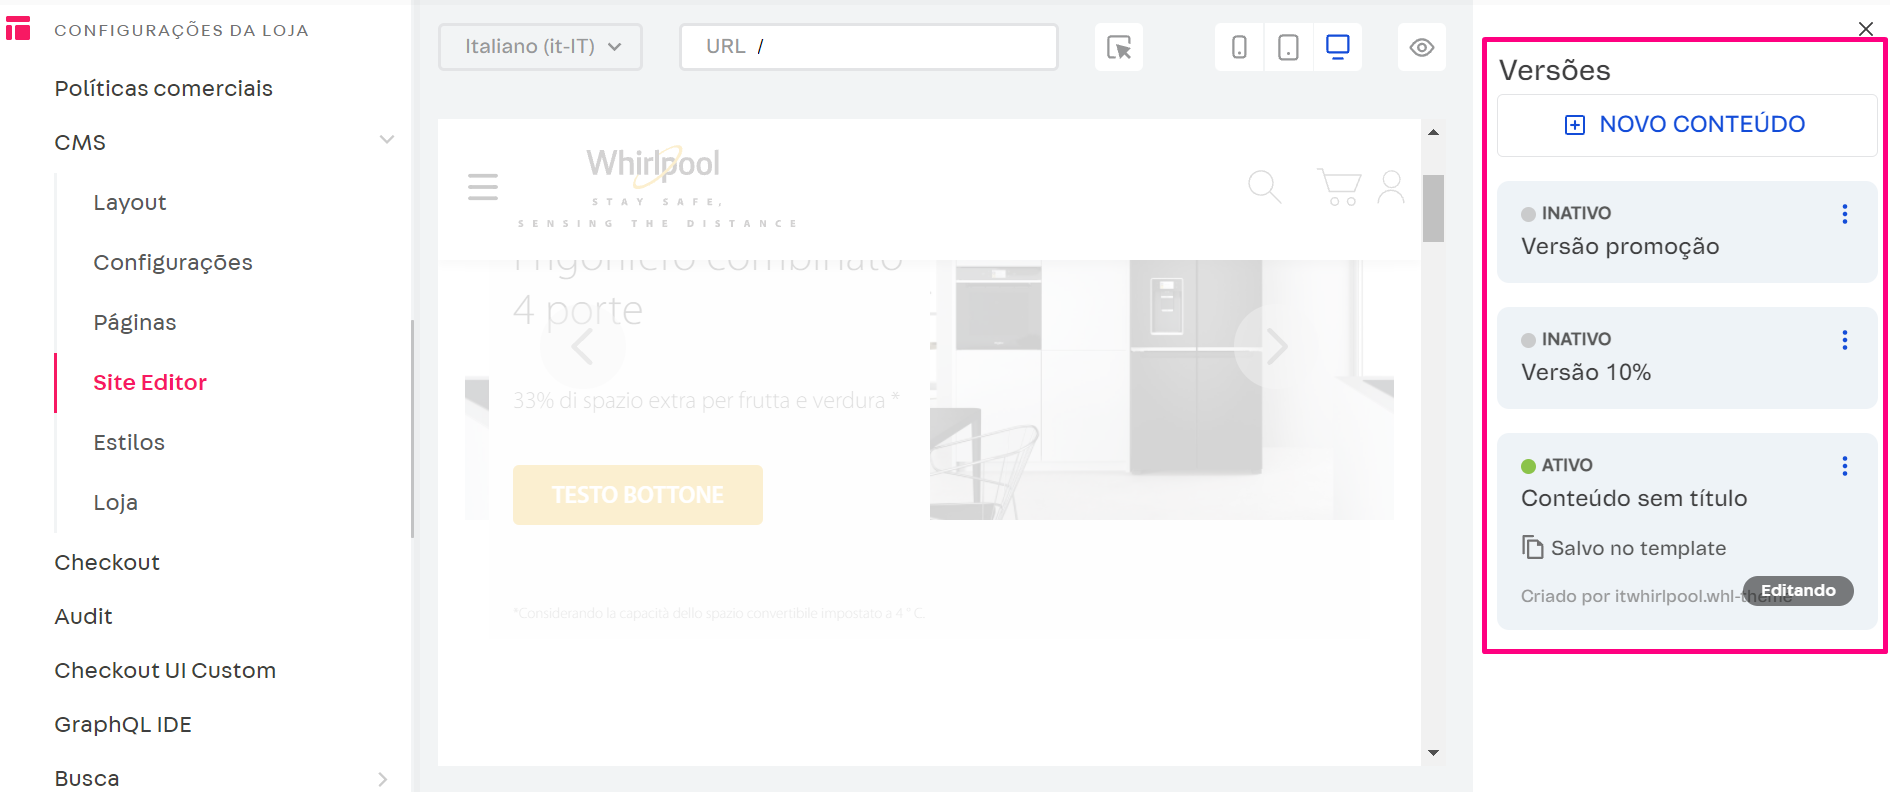 CONFIGURAÇÕES DA LOJA
Políticas comerciais
CMS
Layout
Configurações
Páginas
Site Editor
Estilos
Loja
Checkout
Audit
Checkout UI Custom
GraphQL IDE
Busca
Italiano (it-IT)
URL /
Whirlpool
STAY SAFE,
SENSING THE DISTANCE
Frigorifero combinato
4 porte
33% di spazio extra per frutta e verdura *
TESTO BOTTONE
*Considerando la capacità dello spazio convertibile impostato a 4 ° C.
Versões
NOVO CONTEÚDO
INATIVO
Versão promoção
INATIVO
Versão 10%
ATIVO
Conteúdo sem título
Salvo no template
Criado por itwhirlpool.whl-theme
Editando